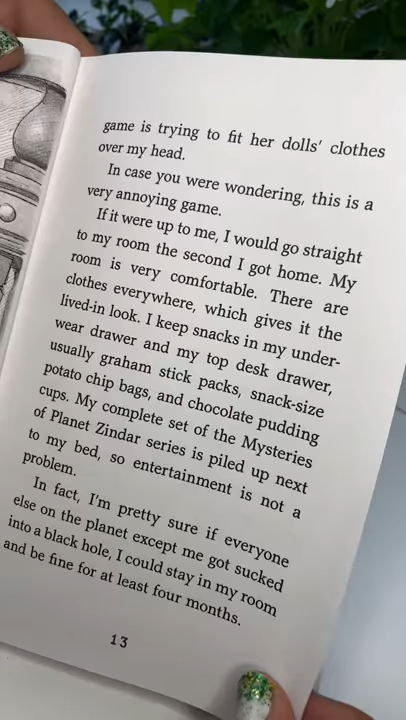 game is trying to fit her dolls' clothes
over my head.
In case you were wondering, this is a
very annoying game.
If it were up to me, I would go straight
to my room the second I got home. My
room is very comfortable. There are
clothes everywhere, which gives it the
lived-in look. I keep snacks in my under-
wear drawer and my top desk drawer,
usually graham stick packs, snack-size
potato chip bags, and chocolate pudding
cups. My complete set of the Mysteries
of Planet Zindar series is piled up next
to my bed, so entertainment is not a
problem.
In fact, I'm pretty sure if everyone
else on the planet except me got sucked
into a black hole, I could stay in my room
and be fine for at least four months.
13